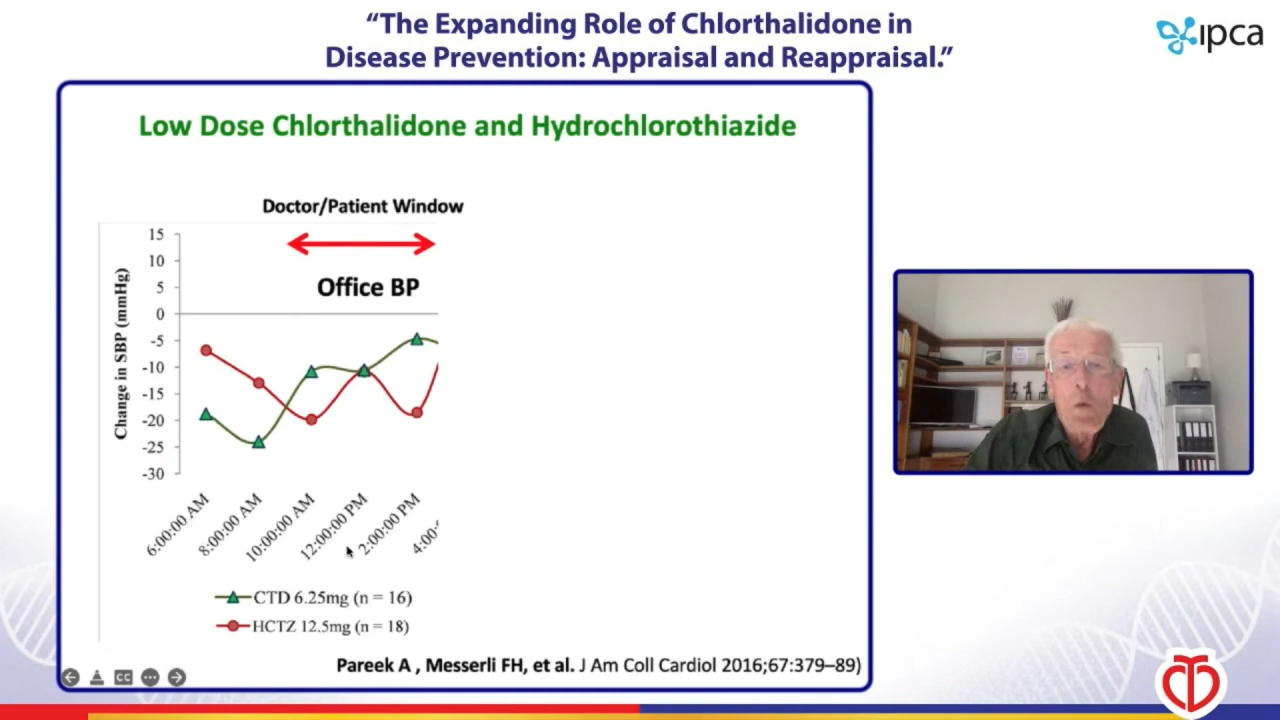 “The Expanding Role of Chlorthalidone in
Disease Prevention: Appraisal and Reappraisal.”
ipca
Low Dose Chlorthalidone and Hydrochlorothiazide
Doctor/Patient Window
Office BP
Change in SBP (mmHg)
15
10
5
0
-5
-10
-15
-20
-25
-30
6:00:00 AM
8:00:00 AM
10:00:00 AM
12:00:00 PM
2:00:00 PM
4:00:
CTD 6.25mg (n = 16)
HCTZ 12.5mg (n = 18)
Pareek A , Messerli FH, et al. J Am Coll Cardiol 2016;67:379–89)
CC